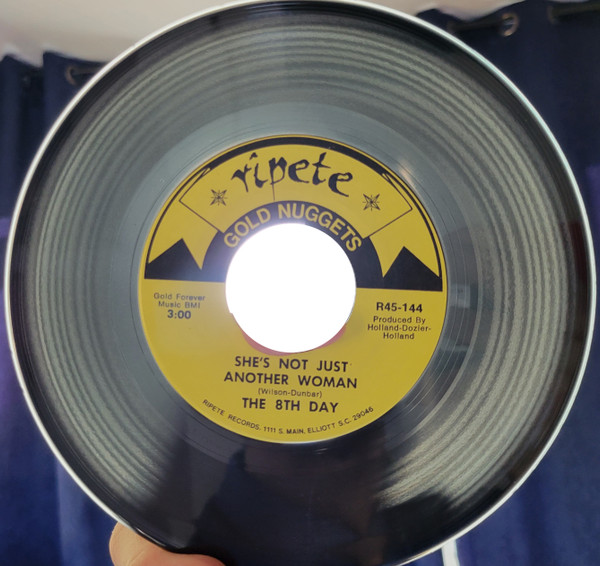 ripete
GOLD NUGGETS
Gold Forever
Music BMI
3:00
R45-144
Produced By
Holland-Dozier-
Holland
SHE'S NOT JUST
ANOTHER WOMAN
(Wilson-Dunbar)
THE 8TH DAY
RIPETE RECORDS, 1111 S. MAIN, ELLIOTT S.C. 29046